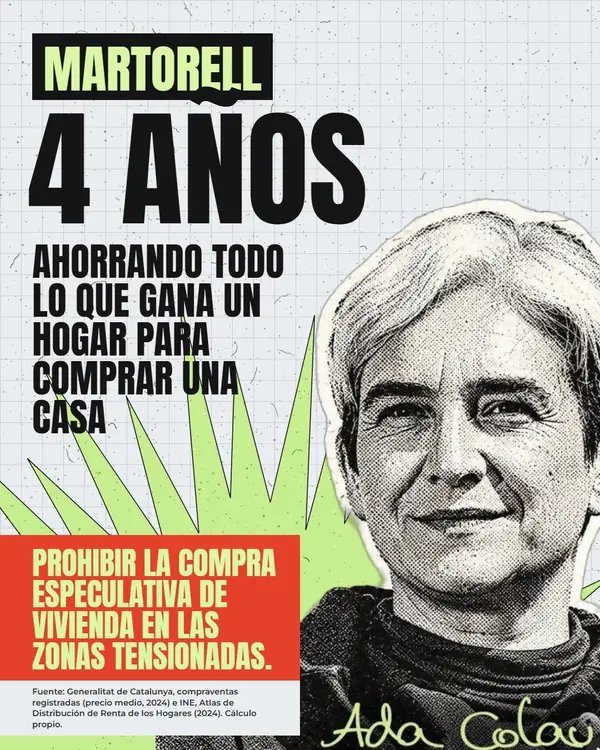 MARTORELL
4 AÑOS
AHORRANDO TODO
LO QUE GANA UN
HOGAR PARA
COMPRAR UNA
CASA
PROHIBIR LA COMPRA
ESPECULATIVA DE
VIVIENDA EN LAS
ZONAS TENSIONADAS.
Fuente: Generalitat de Catalunya, compraventas
registradas (precio medio, 2024) e INE, Atlas de
Distribución de Renta de los Hogares (2024). Cálculo
propio.
Ada Colau